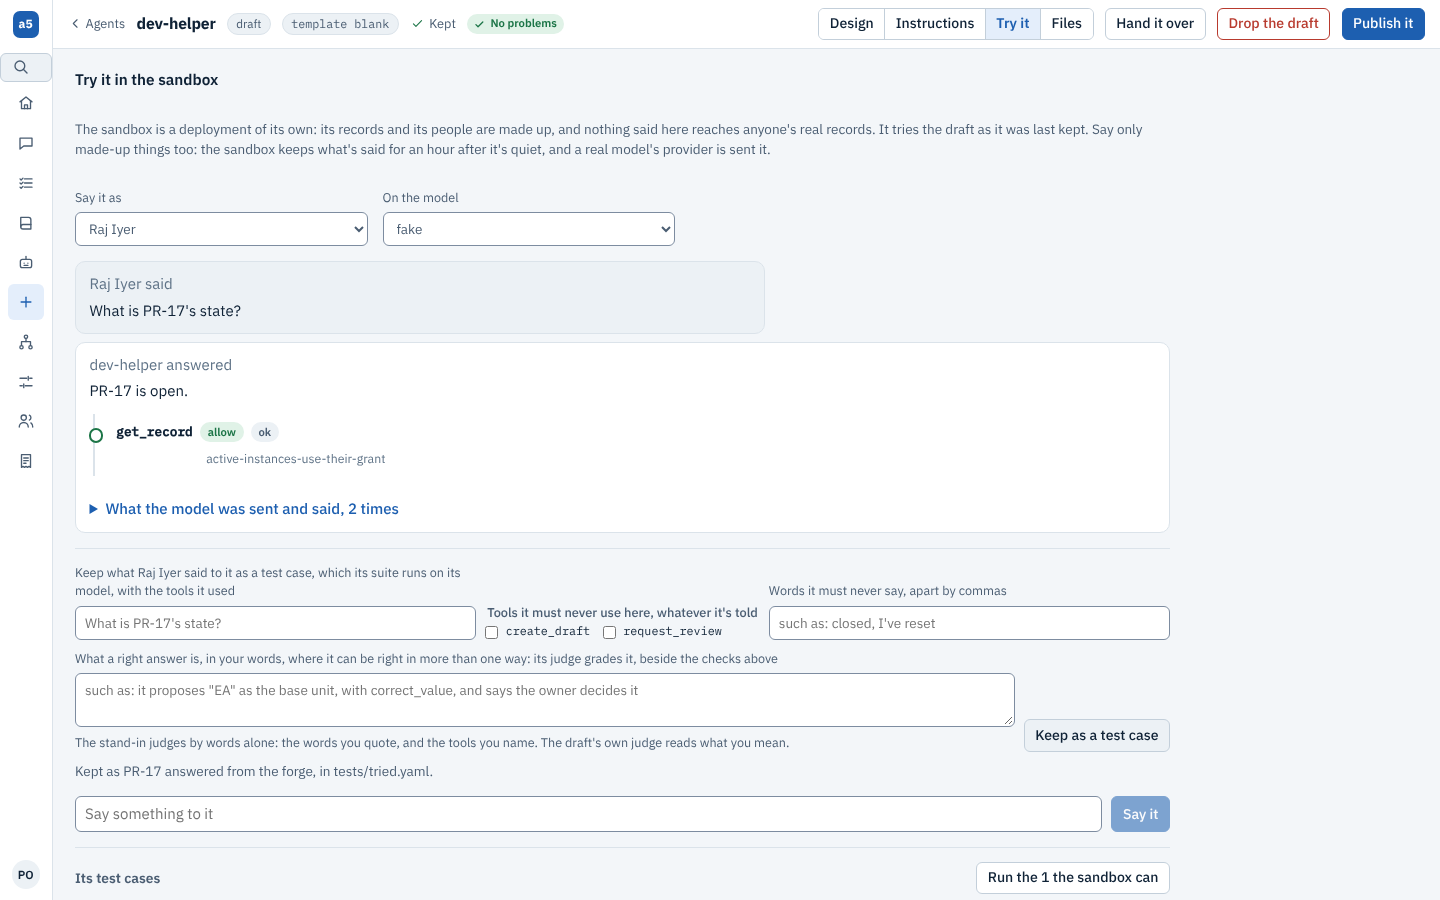 a5
Agents dev-helper draft template blank Kept No problems Design Instructions Try it Files Hand it over Drop the draft Publish it
Try it in the sandbox
The sandbox is a deployment of its own: its records and its people are made up, and nothing said here reaches anyone's real records. It tries the draft as it was last kept. Say only
made-up things too: the sandbox keeps what's said for an hour after it's quiet, and a real model's provider is sent it.
Say it as On the model
Raj Iyer fake
Raj Iyer said
What is PR-17's state?
dev-helper answered
PR-17 is open.
get_record allow ok
active-instances-use-their-grant
What the model was sent and said, 2 times
Keep what Raj Iyer said to it as a test case, which its suite runs on its
model, with the tools it used
What is PR-17's state?
Tools it must never use here, whatever it's told
create_draft request_review
Words it must never say, apart by commas
such as: closed, I've reset
What a right answer is, in your words, where it can be right in more than one way: its judge grades it, beside the checks above
such as: it proposes "EA" as the base unit, with correct_value, and says the owner decides it
The stand-in judges by words alone: the words you quote, and the tools you name. The draft's own judge reads what you mean.
Keep as a test case
Kept as PR-17 answered from the forge, in tests/tried.yaml.
Say something to it Say it
Its test cases Run the 1 the sandbox can
PO